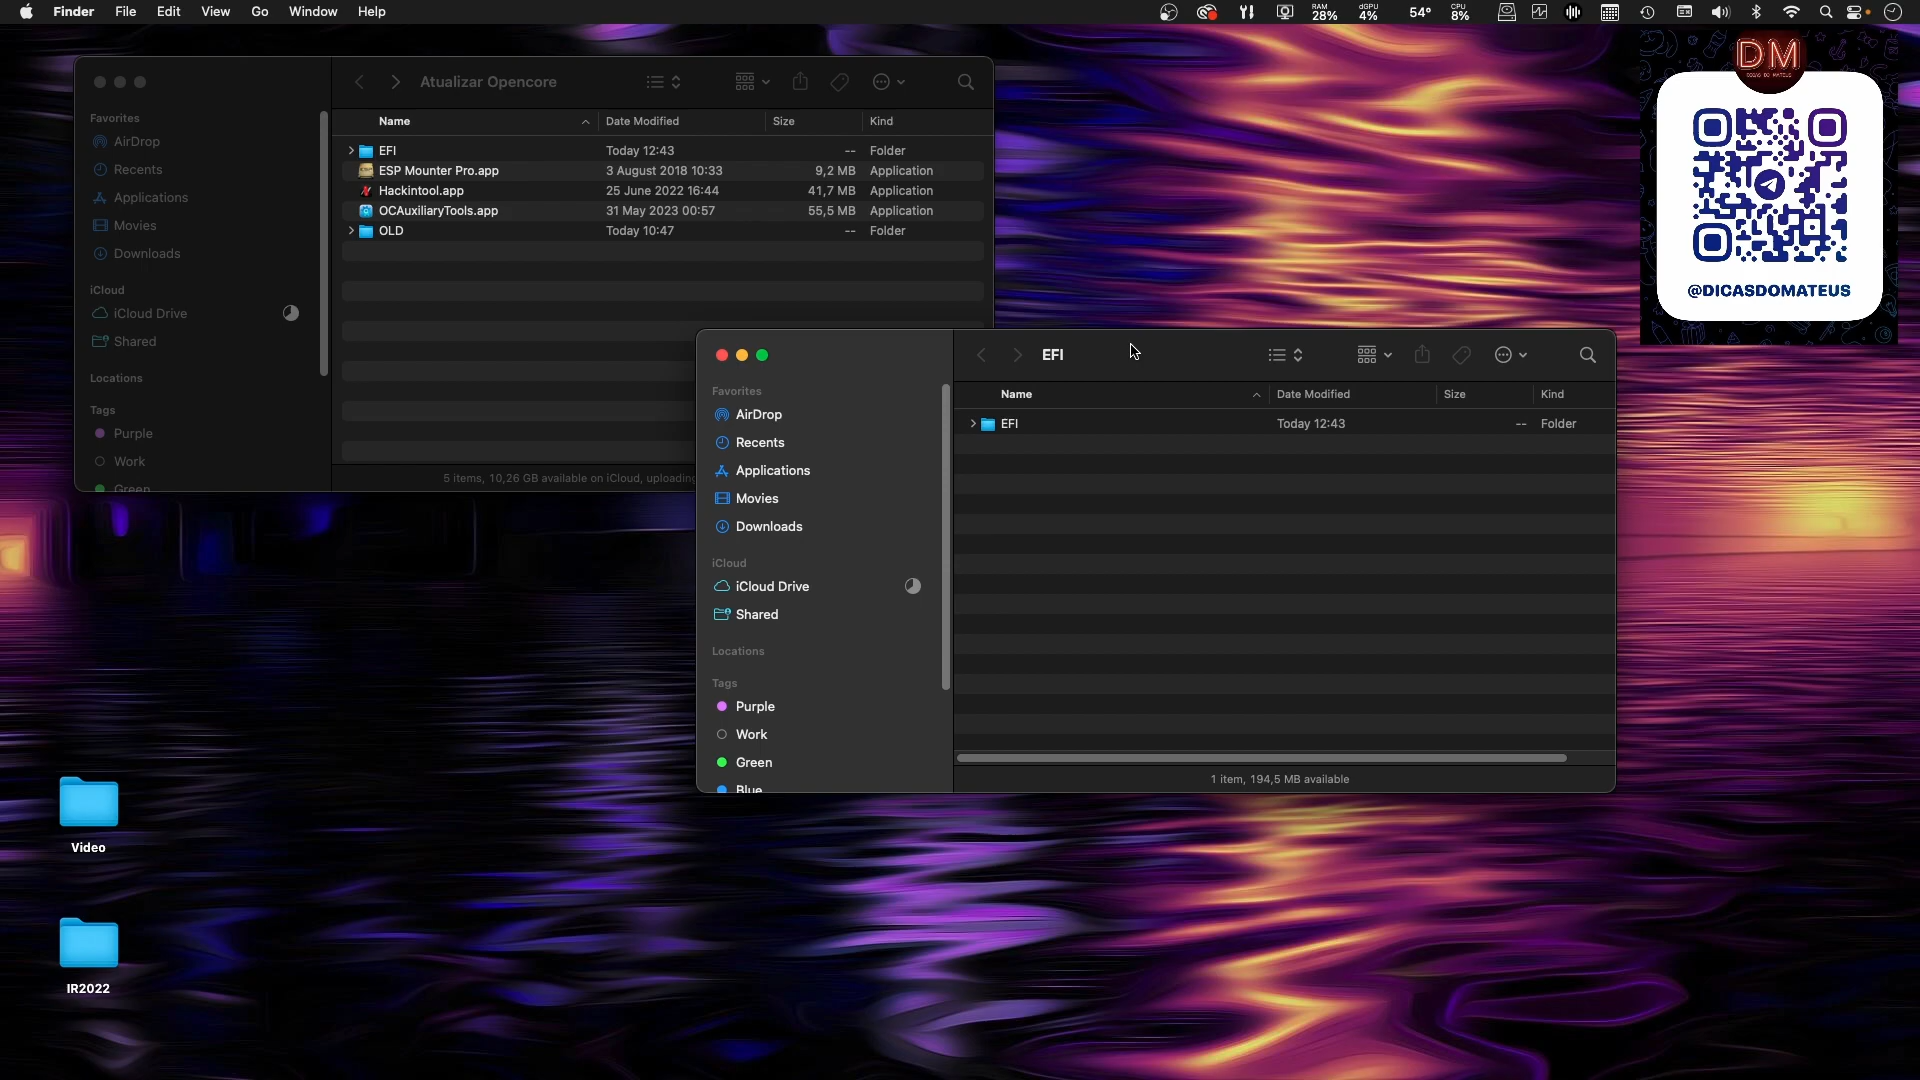 Finder File Edit View Go Window Help
RAM 28% dGPU 4% 54° CPU 8%
DM
@DICASDOMATEUS
Atualizar Opencore
Favorites
AirDrop
Recents
Applications
Movies
Downloads
iCloud
iCloud Drive
Shared
Locations
Tags
Purple
Work
Green
Name Date Modified Size Kind
EFI Today 12:43 -- Folder
ESP Mounter Pro.app 3 August 2018 10:33 9,2 MB Application
Hackintool.app 25 June 2022 16:44 41,7 MB Application
OCAuxiliaryTools.app 31 May 2023 00:57 55,5 MB Application
OLD Today 10:47 -- Folder
5 items, 10,26 GB available on iCloud, uploading
EFI
Favorites
AirDrop
Recents
Applications
Movies
Downloads
iCloud
iCloud Drive
Shared
Locations
Tags
Purple
Work
Green
Blue
Name Date Modified Size Kind
EFI Today 12:43 -- Folder
1 item, 194,5 MB available
Video
IR2022